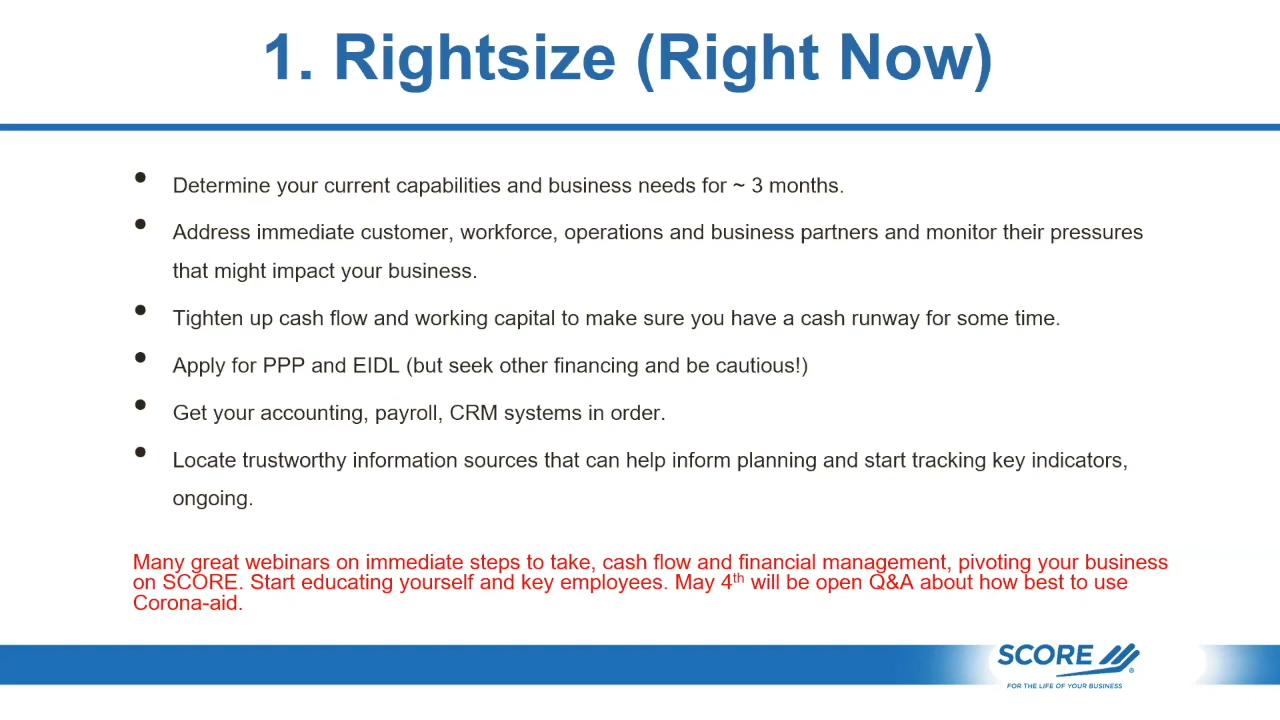 1. Rightsize (Right Now)
• Determine your current capabilities and business needs for ~ 3 months.
• Address immediate customer, workforce, operations and business partners and monitor their pressures
that might impact your business.
• Tighten up cash flow and working capital to make sure you have a cash runway for some time.
• Apply for PPP and EIDL (but seek other financing and be cautious!)
• Get your accounting, payroll, CRM systems in order.
• Locate trustworthy information sources that can help inform planning and start tracking key indicators,
ongoing.
Many great webinars on immediate steps to take, cash flow and financial management, pivoting your business
on SCORE. Start educating yourself and key employees. May 4th will be open Q&A about how best to use
Corona-aid.
SCORE ®
FOR THE LIFE OF YOUR BUSINESS